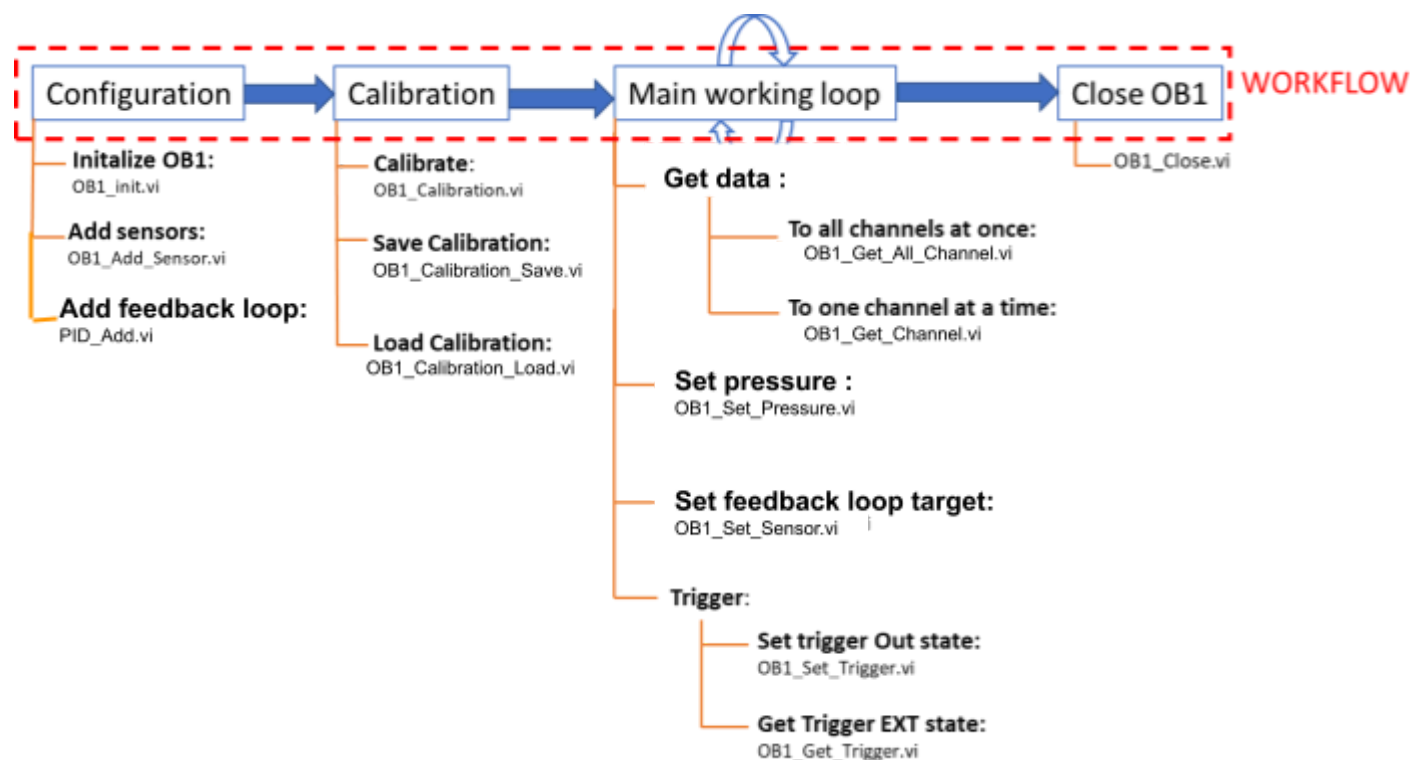 Configuration
Calibration
Main working loop
Close OB1
WORKFLOW
Initalize OB1:
OB1_init.vi
Add sensors:
OB1_Add_Sensor.vi
Add feedback loop:
PID_Add.vi
Calibrate:
OB1_Calibration.vi
Save Calibration:
OB1_Calibration_Save.vi
Load Calibration:
OB1_Calibration_Load.vi
Get data :
To all channels at once:
OB1_Get_All_Channel.vi
To one channel at a time:
OB1_Get_Channel.vi
Set pressure :
OB1_Set_Pressure.vi
Set feedback loop target:
OB1_Set_Sensor.vi i
Trigger:
Set trigger Out state:
OB1_Set_Trigger.vi
Get Trigger EXT state:
OB1_Get_Trigger.vi
OB1_Close.vi